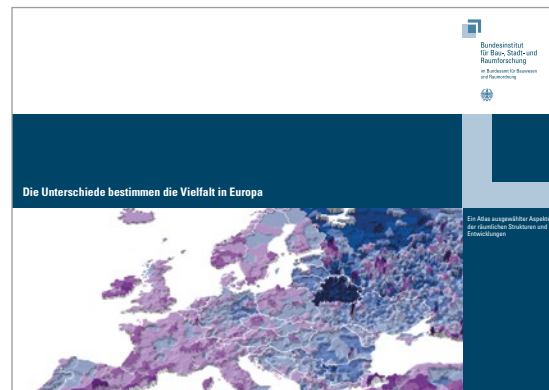 Bundesinstitut
für Bau-, Stadt- und
Raumforschung
im Bundesamt für Bauwesen
und Raumordnung
Die Unterschiede bestimmen die Vielfalt in Europa
Ein Atlas ausgewählter Aspekte
der räumlichen Strukturen und
Entwicklungen